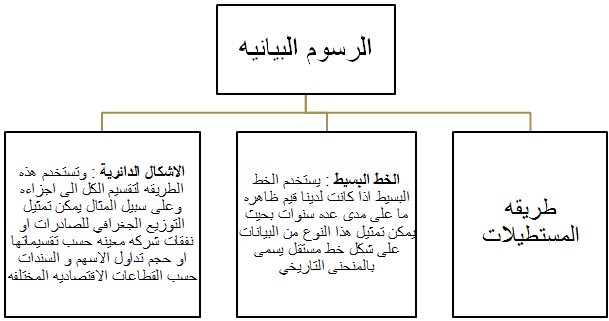 الرسوم البيانيه
طريقه
المستطيلات
الخط البسيط : يستخدم الخط
البسيط اذا كانت لدينا قيم ظاهره
ما على مدى عده سنوات بحيث
يمكن تمثيل هذا النوع من البيانات
على شكل خط مستقل يسمى
بالمنحنى التاريخي
الاشكال الدائرية : وتستخدم هذه
الطريقه لتقسيم الكل الى اجزاءه
وعلى سبيل المثال يمكن تمثيل
التوزيع الجغرافي للصادرات او
نفقات شركه معينه حسب تقسيماتها
او حجم تداول الاسهم و السندات
حسب القطاعات الاقتصاديه المختلفه